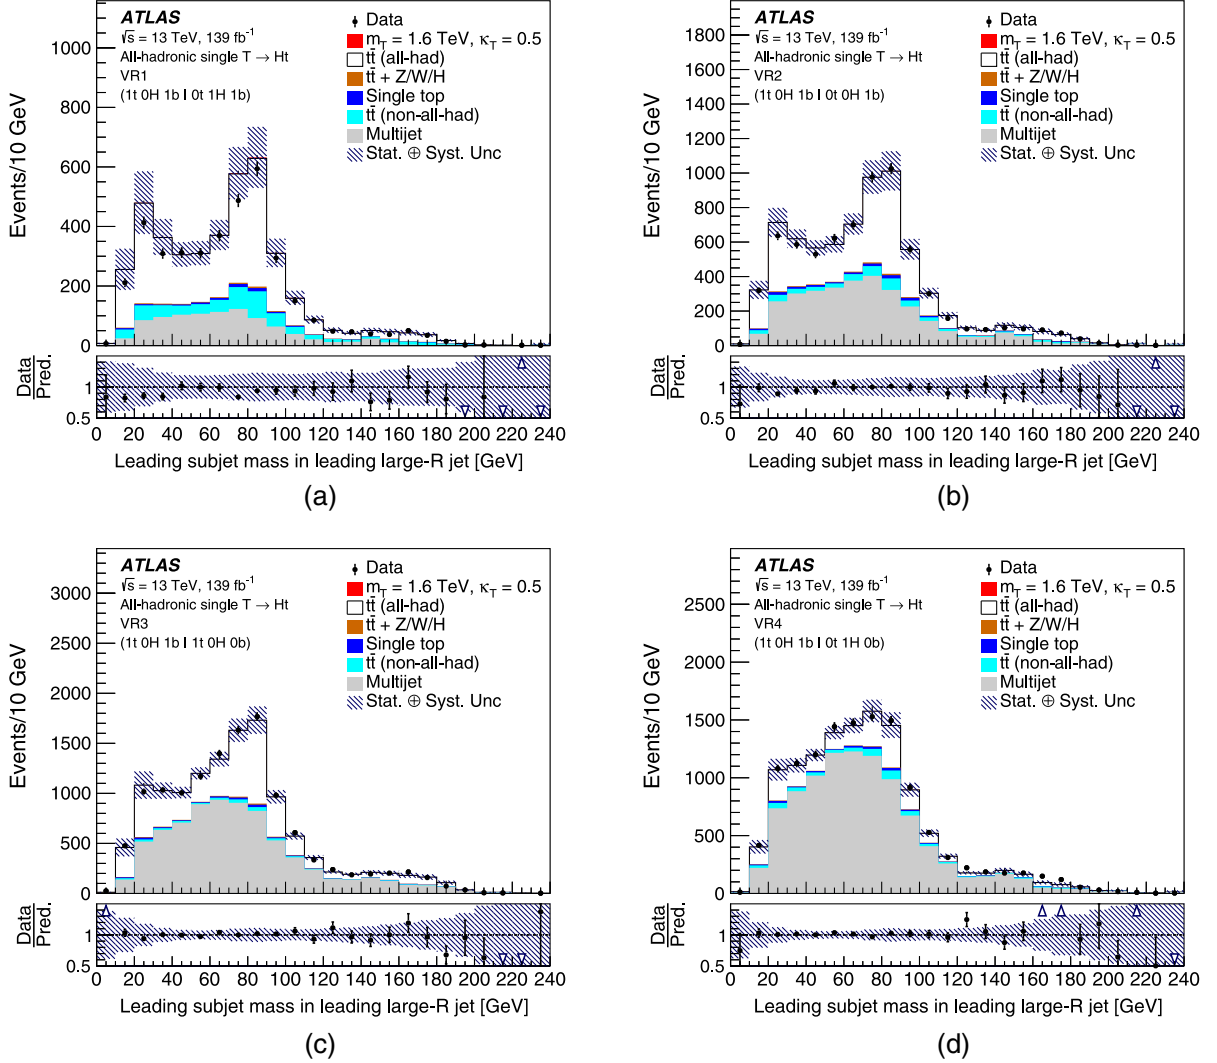 ATLAS
√s = 13 TeV, 139 fb⁻¹
All-hadronic single T → Ht
VR1
(1t 0H 1b I 0t 1H 1b)
Data
m_T = 1.6 TeV, κ_T = 0.5
tt̄ (all-had)
tt̄ + Z/W/H
Single top
tt̄ (non-all-had)
Multijet
Stat. ⊕ Syst. Unc
Events/10 GeV
1000
800
600
400
200
0
Data
Pred.
1
0.5
0 20 40 60 80 100 120 140 160 180 200 220 240
Leading subjet mass in leading large-R jet [GeV]
(a)
ATLAS
√s = 13 TeV, 139 fb⁻¹
All-hadronic single T → Ht
VR2
(1t 0H 1b I 0t 0H 1b)
Data
m_T = 1.6 TeV, κ_T = 0.5
tt̄ (all-had)
tt̄ + Z/W/H
Single top
tt̄ (non-all-had)
Multijet
Stat. ⊕ Syst. Unc
Events/10 GeV
1800
1600
1400
1200
1000
800
600
400
200
0
Data
Pred.
1
0.5
0 20 40 60 80 100 120 140 160 180 200 220 240
Leading subjet mass in leading large-R jet [GeV]
(b)
ATLAS
√s = 13 TeV, 139 fb⁻¹
All-hadronic single T → Ht
VR3
(1t 0H 1b I 1t 0H 0b)
Data
m_T = 1.6 TeV, κ_T = 0.5
tt̄ (all-had)
tt̄ + Z/W/H
Single top
tt̄ (non-all-had)
Multijet
Stat. ⊕ Syst. Unc
Events/10 GeV
3000
2500
2000
1500
1000
500
0
Data
Pred.
1
0.5
0 20 40 60 80 100 120 140 160 180 200 220 240
Leading subjet mass in leading large-R jet [GeV]
(c)
ATLAS
√s = 13 TeV, 139 fb⁻¹
All-hadronic single T → Ht
VR4
(1t 0H 1b I 0t 1H 0b)
Data
m_T = 1.6 TeV, κ_T = 0.5
tt̄ (all-had)
tt̄ + Z/W/H
Single top
tt̄ (non-all-had)
Multijet
Stat. ⊕ Syst. Unc
Events/10 GeV
2500
2000
1500
1000
500
0
Data
Pred.
1
0.5
0 20 40 60 80 100 120 140 160 180 200 220 240
Leading subjet mass in leading large-R jet [GeV]
(d)